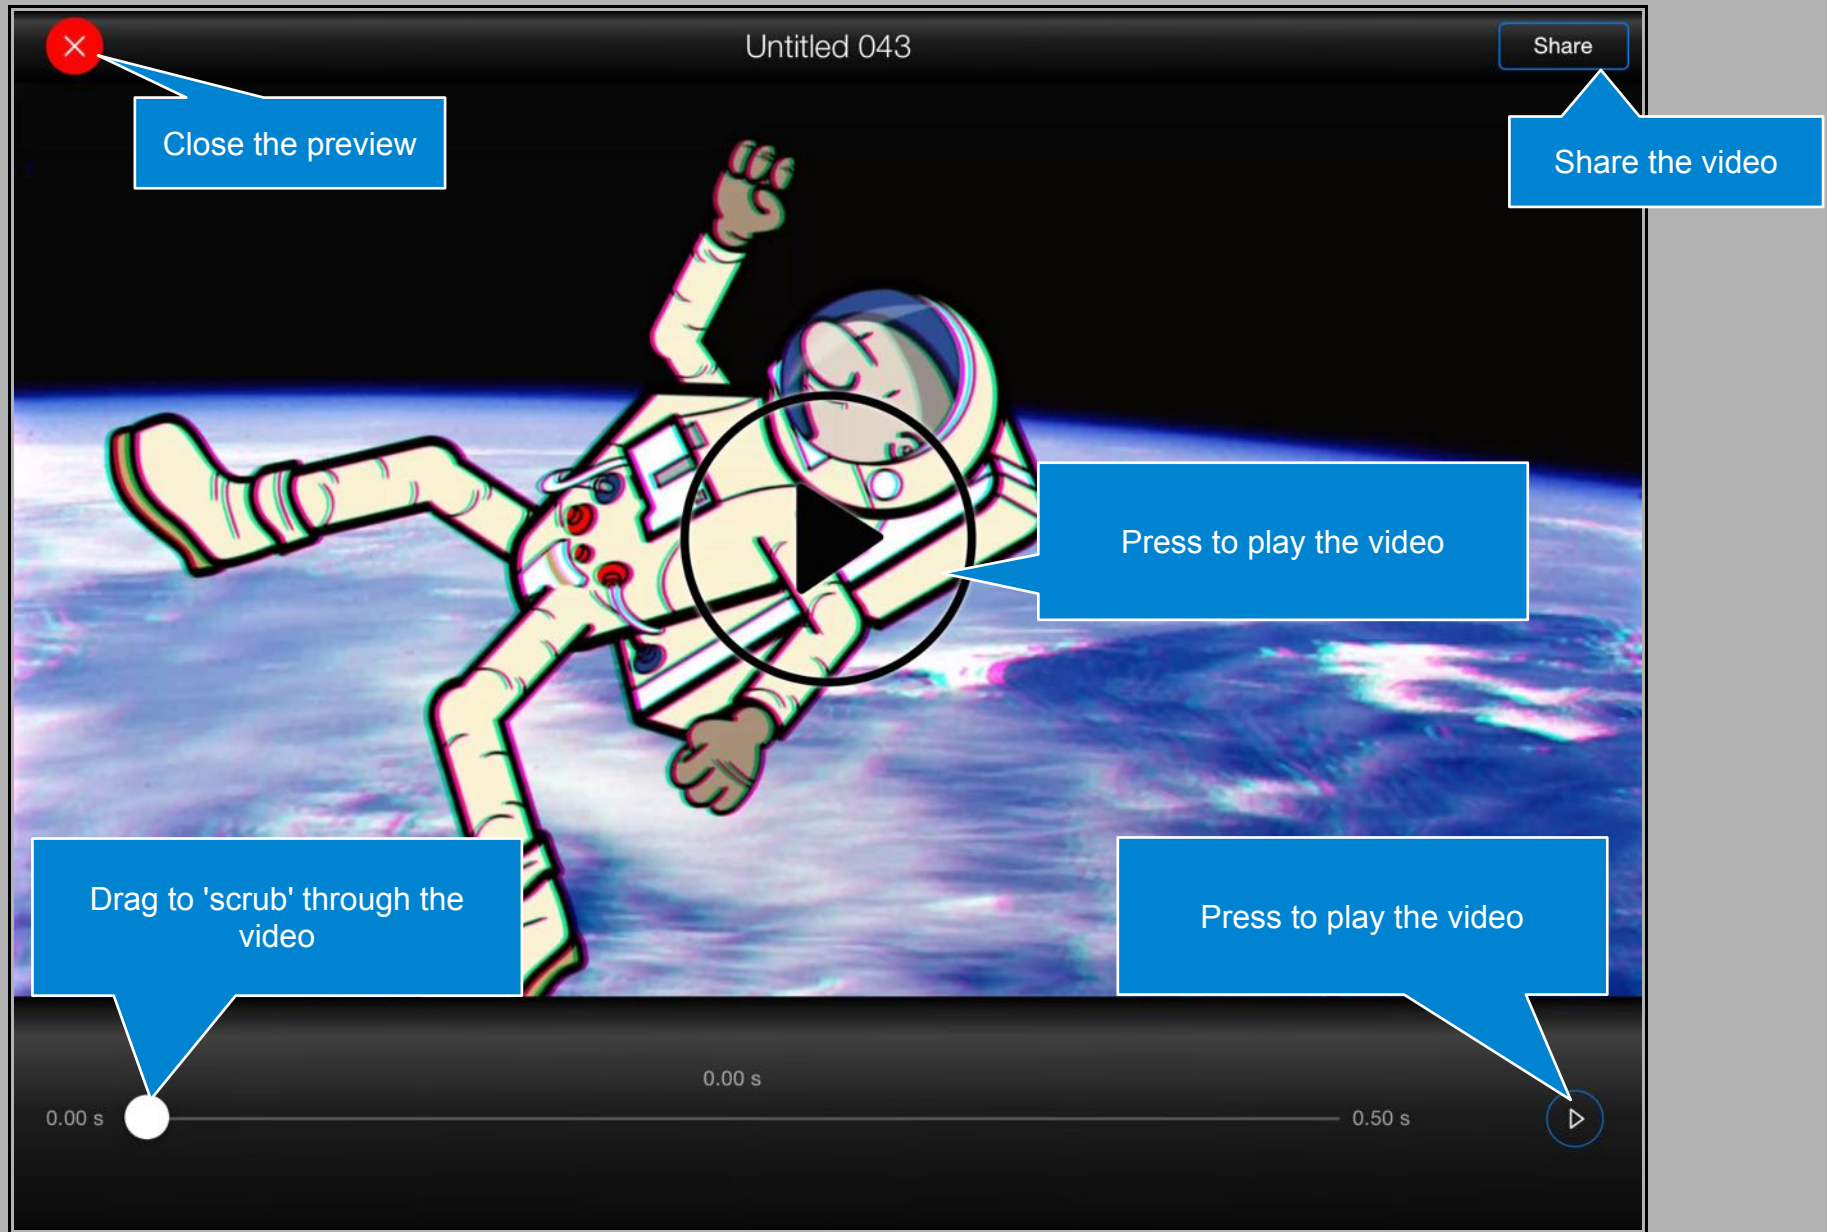 Untitled 043
Share
Close the preview
Share the video
Press to play the video
Drag to 'scrub' through the
video
Press to play the video
0.00 s
0.00 s
0.50 s